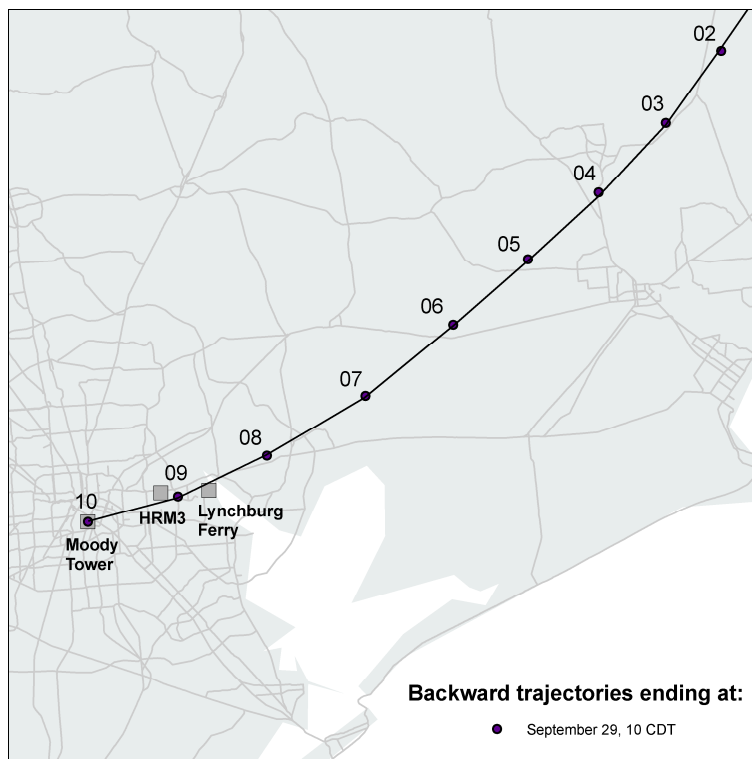 02
03
04
05
06
07
08
09
10
HRM3
Lynchburg
Ferry
Moody
Tower
Backward trajectories ending at:
September 29, 10 CDT